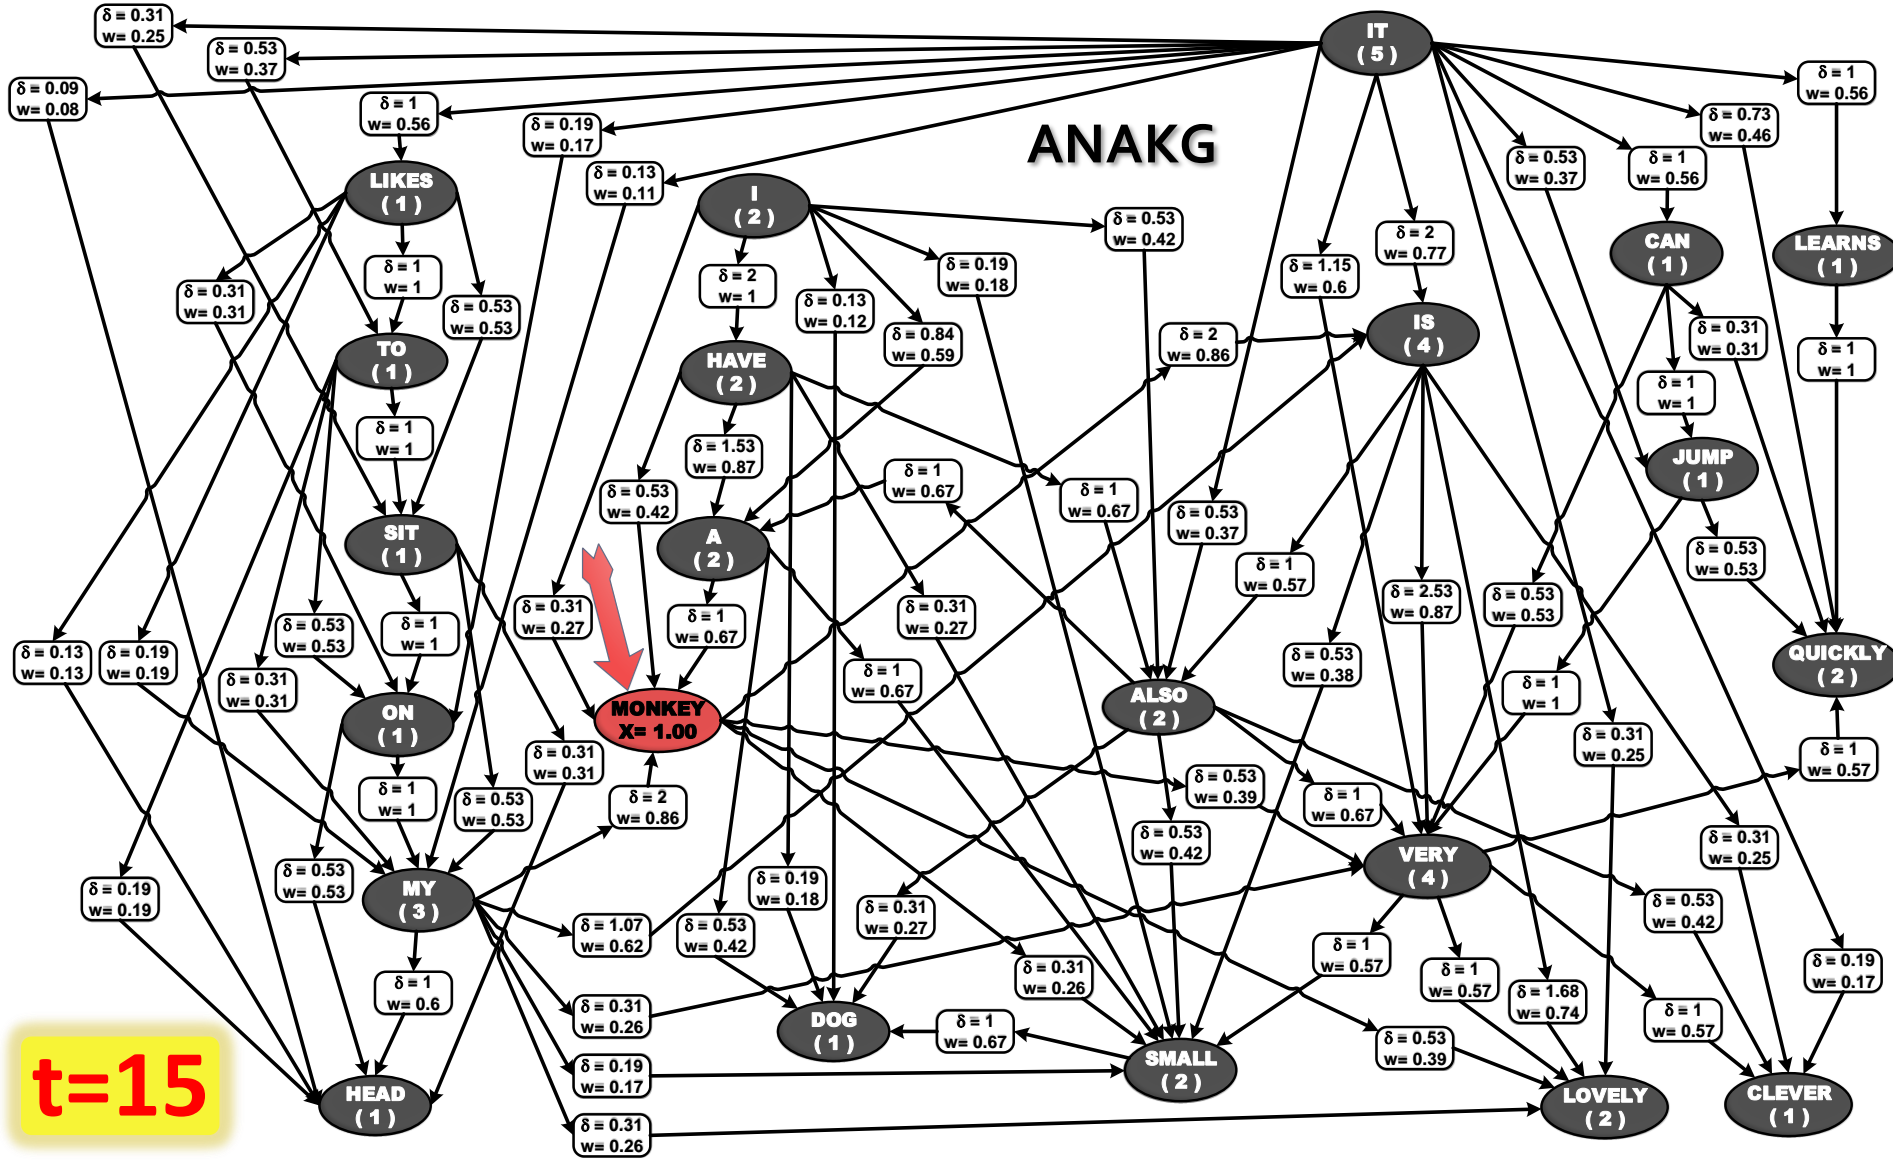 δ = 0.31
w= 0.25
IT
( 5 )
δ = 0.53
w= 0.37
δ = 0.09
w= 0.08
δ = 1
w= 0.56
δ = 1
w= 0.56
δ = 0.19
w= 0.17
δ = 0.73
w= 0.46
ANAKG
δ = 0.53
w= 0.37
δ = 1
w= 0.56
δ = 0.13
w= 0.11
LIKES
( 1 )
I
( 2 )
δ = 0.53
w= 0.42
δ = 2
w= 0.77
CAN
( 1 )
LEARNS
( 1 )
δ = 1
w= 1
δ = 2
w= 1
δ = 0.19
w= 0.18
δ = 1.15
w= 0.6
δ = 0.31
w= 0.31
δ = 0.53
w= 0.53
δ = 0.13
w= 0.12
δ = 0.84
w= 0.59
δ = 2
w= 0.86
IS
( 4 )
δ = 0.31
w= 0.31
δ = 1
w= 1
TO
( 1 )
HAVE
( 2 )
δ = 1
w= 1
δ = 1
w= 1
δ = 1.53
w= 0.87
δ = 1
w= 0.67
JUMP
( 1 )
δ = 0.53
w= 0.42
δ = 1
w= 0.67
δ = 0.53
w= 0.37
SIT
( 1 )
A
( 2 )
δ = 0.53
w= 0.53
δ = 1
w= 0.57
δ = 2.53
w= 0.87
δ = 0.53
w= 0.53
δ = 0.31
w= 0.27
δ = 0.31
w= 0.27
δ = 1
w= 0.67
δ = 0.53
w= 0.53
δ = 1
w= 1
δ = 0.13
w= 0.13
δ = 0.19
w= 0.19
δ = 0.31
w= 0.31
δ = 1
w= 0.67
δ = 0.53
w= 0.38
δ = 1
w= 1
QUICKLY
( 2 )
ON
( 1 )
MONKEY
X= 1.00
ALSO
( 2 )
δ = 0.31
w= 0.25
δ = 0.31
w= 0.31
δ = 1
w= 0.57
δ = 1
w= 1
δ = 0.53
w= 0.53
δ = 2
w= 0.86
δ = 0.53
w= 0.39
δ = 1
w= 0.67
δ = 0.53
w= 0.42
δ = 0.31
w= 0.25
VERY
( 4 )
δ = 0.19
w= 0.19
δ = 0.53
w= 0.53
MY
( 3 )
δ = 0.19
w= 0.18
δ = 0.31
w= 0.27
δ = 0.53
w= 0.42
δ = 1.07
w= 0.62
δ = 0.53
w= 0.42
δ = 1
w= 0.57
δ = 1
w= 0.57
δ = 0.19
w= 0.17
δ = 1
w= 0.6
δ = 0.31
w= 0.26
δ = 1.68
w= 0.74
δ = 0.31
w= 0.26
DOG
( 1 )
δ = 1
w= 0.67
δ = 1
w= 0.57
δ = 0.53
w= 0.39
t=15
δ = 0.19
w= 0.17
SMALL
( 2 )
HEAD
( 1 )
LOVELY
( 2 )
CLEVER
( 1 )
δ = 0.31
w= 0.26